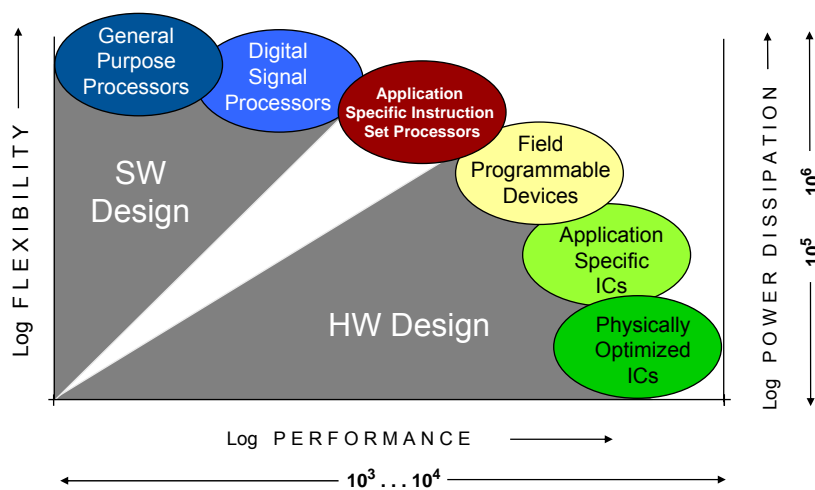 General
Purpose
Processors
Digital
Signal
Processors
Application
Specific Instruction
Set Processors
Field
Programmable
Devices
Application
Specific
ICs
Physically
Optimized
ICs
SW
Design
HW Design
Log FLEXIBILITY
Log POWER DISSIPATION
10⁵ 10⁶
Log PERFORMANCE
10³ . . . 10⁴